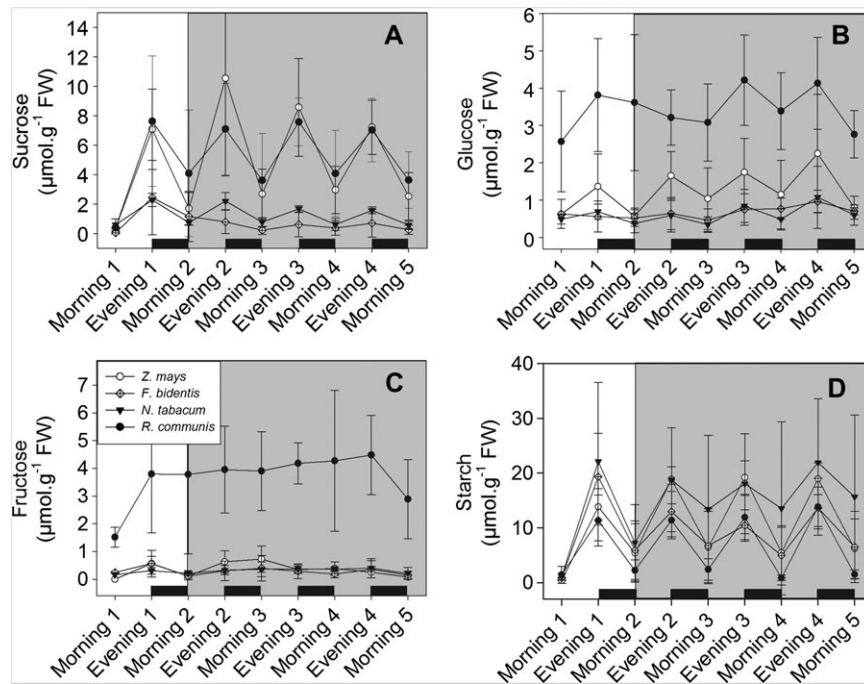 A
14
12
10
8
6
4
2
0
Sucrose
(µmol.g⁻¹ FW)
Morning 1
Evening 1
Morning 2
Evening 2
Morning 3
Evening 3
Morning 4
Evening 4
Morning 5
B
6
5
4
3
2
1
0
Glucose
(µmol.g⁻¹ FW)
Morning 1
Evening 1
Morning 2
Evening 2
Morning 3
Evening 3
Morning 4
Evening 4
Morning 5
C
Z. mays
F. bidentis
N. tabacum
R. communis
7
6
5
4
3
2
1
0
Fructose
(µmol.g⁻¹ FW)
Morning 1
Evening 1
Morning 2
Evening 2
Morning 3
Evening 3
Morning 4
Evening 4
Morning 5
D
40
30
20
10
0
Starch
(µmol.g⁻¹ FW)
Morning 1
Evening 1
Morning 2
Evening 2
Morning 3
Evening 3
Morning 4
Evening 4
Morning 5